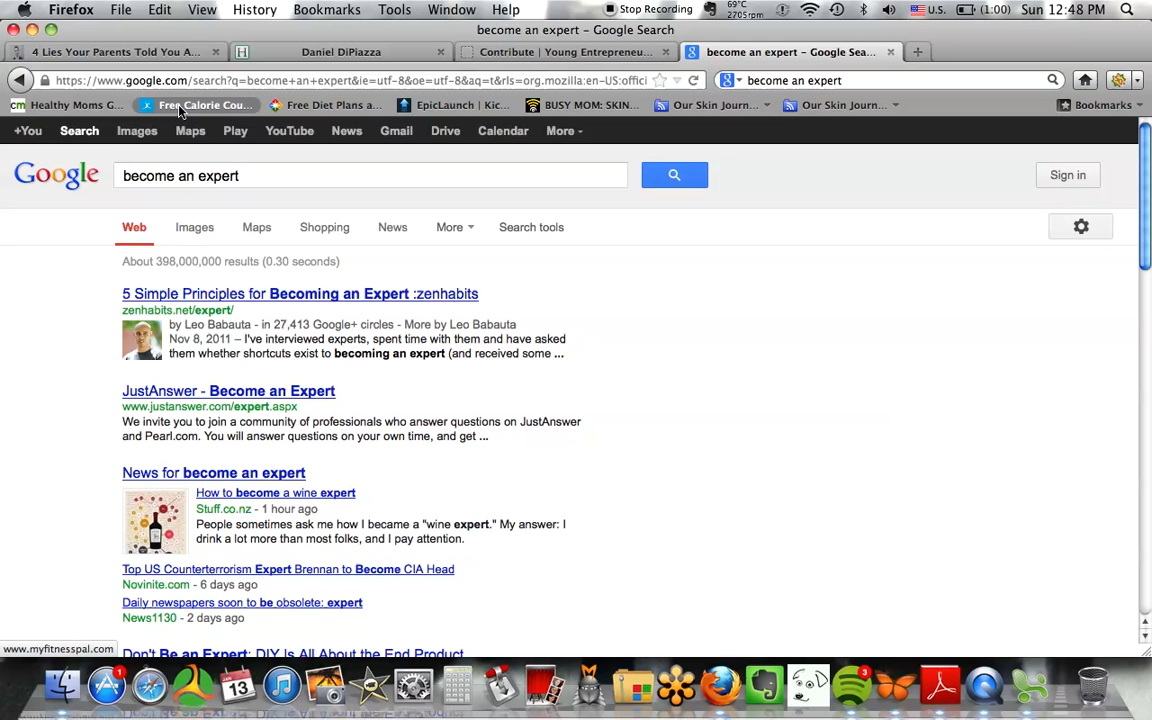 Firefox File Edit View History Bookmarks Tools Window Help Stop Recording 69°C 2705rpm U.S. (1:00) Sun 12:48 PM
become an expert - Google Search
4 Lies Your Parents Told You A... Daniel DiPiazza Contribute | Young Entrepreneu... become an expert - Google Sea...
https://www.google.com/search?q=become+an+expert&ie=utf-8&oe=utf-8&aq=t&rls=org.mozilla:en-US:offici become an expert
Healthy Moms G... Free Calorie Cou... Free Diet Plans a... EpicLaunch | Kic... BUSY MOM: SKIN... Our Skin Journ... Our Skin Journ... Bookmarks
+You Search Images Maps Play YouTube News Gmail Drive Calendar More
Google become an expert Sign in
Web Images Maps Shopping News More Search tools
About 398,000,000 results (0.30 seconds)
5 Simple Principles for Becoming an Expert :zenhabits
zenhabits.net/expert/
by Leo Babauta - in 27,413 Google+ circles - More by Leo Babauta
Nov 8, 2011 – I've interviewed experts, spent time with them and have asked
them whether shortcuts exist to becoming an expert (and received some ...
JustAnswer - Become an Expert
www.justanswer.com/expert.aspx
We invite you to join a community of professionals who answer questions on JustAnswer
and Pearl.com. You will answer questions on your own time, and get ...
News for become an expert
How to become a wine expert
Stuff.co.nz - 1 hour ago
People sometimes ask me how I became a "wine expert." My answer: I
drink a lot more than most folks, and I pay attention.
Top US Counterterrorism Expert Brennan to Become CIA Head
Novinite.com - 6 days ago
Daily newspapers soon to be obsolete: expert
News1130 - 2 days ago
Don't Be an Expert: DIY Is All About the End Product
www.myfitnesspal.com
1 JAN 13 3